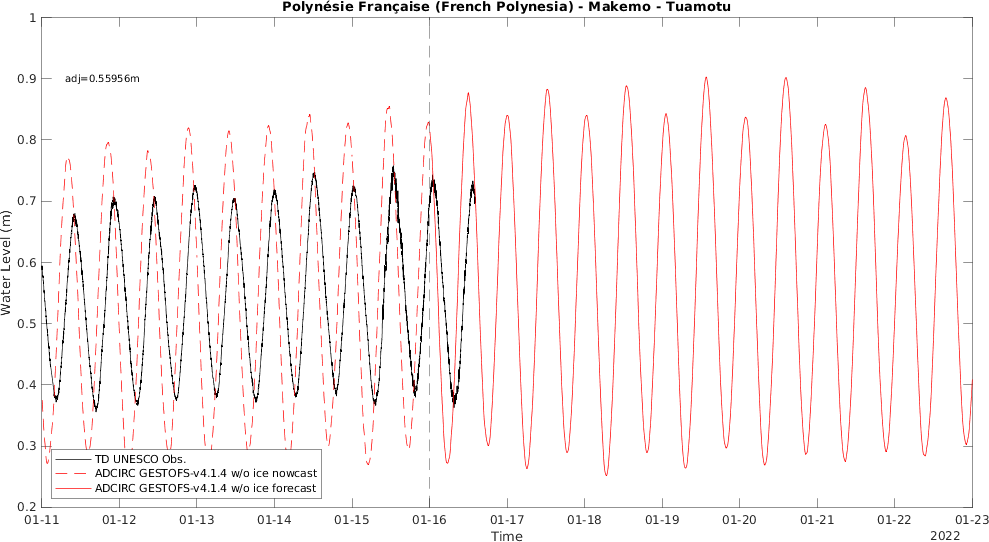 Polynésie Française (French Polynesia) - Makemo - Tuamotu
1
0.9
0.8
0.7
0.6
0.5
0.4
0.3
0.2
Water Level (m)
adj=0.55956m
TD UNESCO Obs.
ADCIRC GESTOFS-v4.1.4 w/o ice nowcast
ADCIRC GESTOFS-v4.1.4 w/o ice forecast
01-11 01-12 01-13 01-14 01-15 01-16 01-17 01-18 01-19 01-20 01-21 01-22 01-23
Time
2022